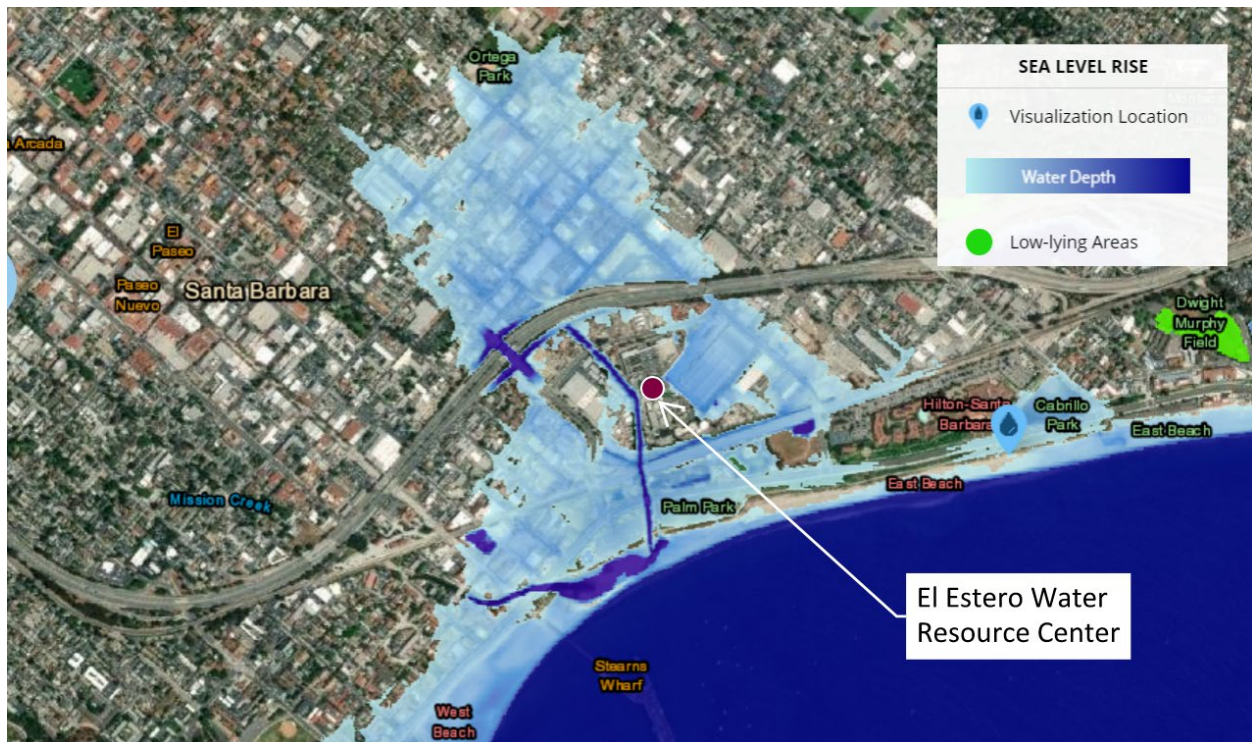 Ortega
Park
SEA LEVEL RISE
Visualization Location
Water Depth
Low-lying Areas
Arcada
El
Paseo
Paseo
Nuevo
Santa Barbara
Dwight
Murphy
Field
Hilton-Santa
Barbara
Cabrillo
Park
East Beach
East Beach
Mission Creek
Palm Park
El Estero Water
Resource Center
Stearns
Wharf
West
Beach